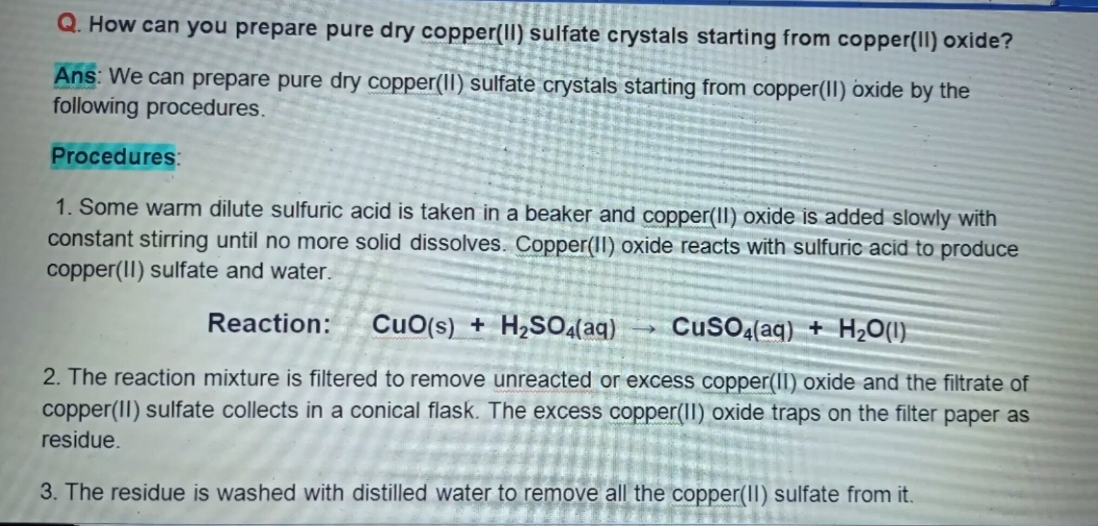 Q. How can you prepare pure dry copper(II) sulfate crystals starting from copper(II) oxide?
Ans: We can prepare pure dry copper(II) sulfate crystals starting from copper(II) oxide by the
following procedures.
Procedures:
1. Some warm dilute sulfuric acid is taken in a beaker and copper(II) oxide is added slowly with
constant stirring until no more solid dissolves. Copper(II) oxide reacts with sulfuric acid to produce
copper(II) sulfate and water.
Reaction: CuO(s) + H₂SO₄(aq) → CuSO₄(aq) + H₂O(l)
2. The reaction mixture is filtered to remove unreacted or excess copper(II) oxide and the filtrate of
copper(II) sulfate collects in a conical flask. The excess copper(II) oxide traps on the filter paper as
residue.
3. The residue is washed with distilled water to remove all the copper(II) sulfate from it.